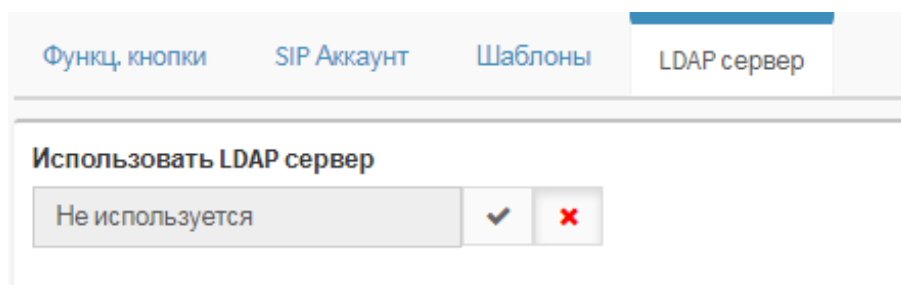 Функц. кнопки SIP Аккаунт Шаблоны LDAP сервер
Использовать LDAP сервер
Не используется